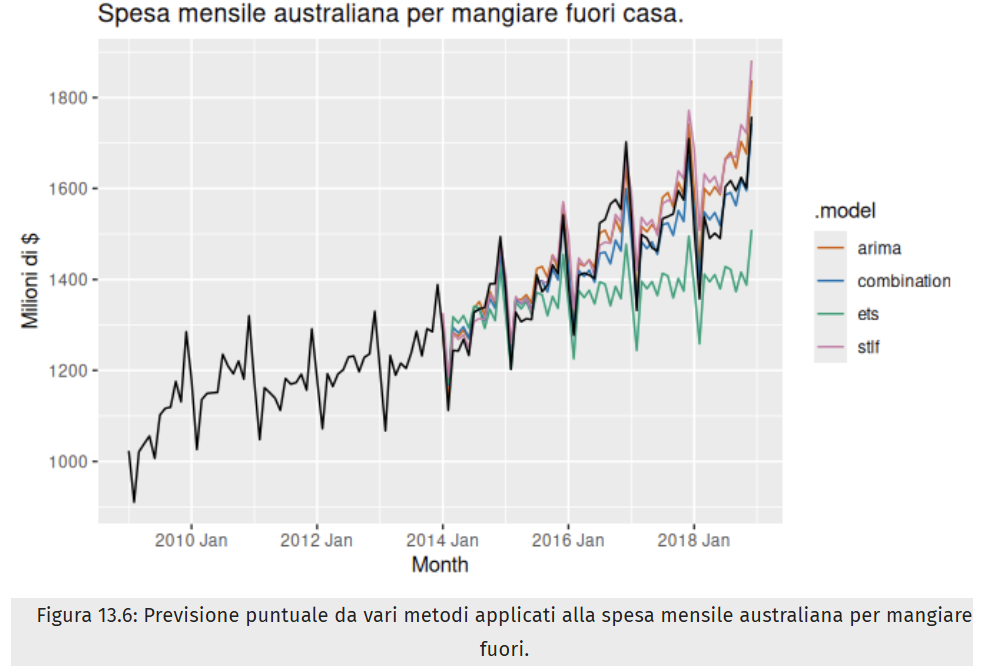 Spesa mensile australiana per mangiare fuori casa.
Milioni di $
1800
1600
1400
1200
1000
2010 Jan 2012 Jan 2014 Jan 2016 Jan 2018 Jan
Month
.model
arima
combination
ets
stlf
Figura 13.6: Previsione puntuale da vari metodi applicati alla spesa mensile australiana per mangiare
fuori.